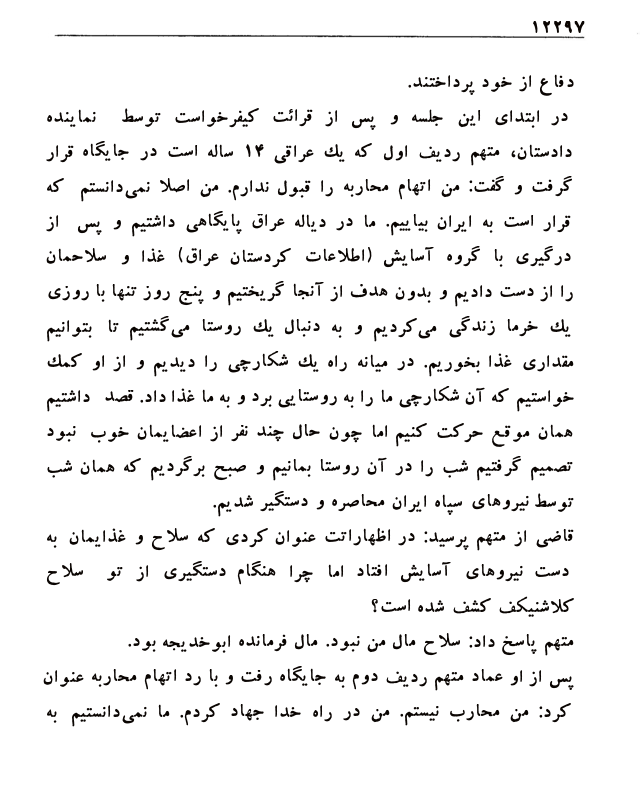 ۱۲۲۹۷
دفاع از خود پرداختند.
در ابتدای این جلسه و پس از قرائت کیفرخواست توسط نماینده
دادستان، متهم ردیف اول که یك عراقی ۱۴ ساله است در جایگاه قرار
گرفت و گفت: من اتهام محاربه را قبول ندارم. من اصلا نمی‌دانستم که
قرار است به ایران بیاییم. ما در دیاله عراق پایگاهی داشتیم و پس از
درگیری با گروه آسایش (اطلاعات کردستان عراق) غذا و سلاحمان
را از دست دادیم و بدون هدف از آنجا گریختیم و پنج روز تنها با روزی
یك خرما زندگی می‌کردیم و به دنبال یك روستا می‌گشتیم تا بتوانیم
مقداری غذا بخوریم. در میانه راه یك شکارچی را دیدیم و از او کمك
خواستیم که آن شکارچی ما را به روستایی برد و به ما غذا داد. قصد داشتیم
همان موقع حرکت کنیم اما چون حال چند نفر از اعضایمان خوب نبود
تصمیم گرفتیم شب را در آن روستا بمانیم و صبح برگردیم که همان شب
توسط نیروهای سپاه ایران محاصره و دستگیر شدیم.
قاضی از متهم پرسید: در اظهاراتت عنوان کردی که سلاح و غذایمان به
دست نیروهای آسایش افتاد اما چرا هنگام دستگیری از تو سلاح
کلاشنیکف کشف شده است؟
متهم پاسخ داد: سلاح مال من نبود. مال فرمانده ابوخدیجه بود.
پس از او عماد متهم ردیف دوم به جایگاه رفت و با رد اتهام محاربه عنوان
کرد: من محارب نیستم. من در راه خدا جهاد کردم. ما نمی‌دانستیم به